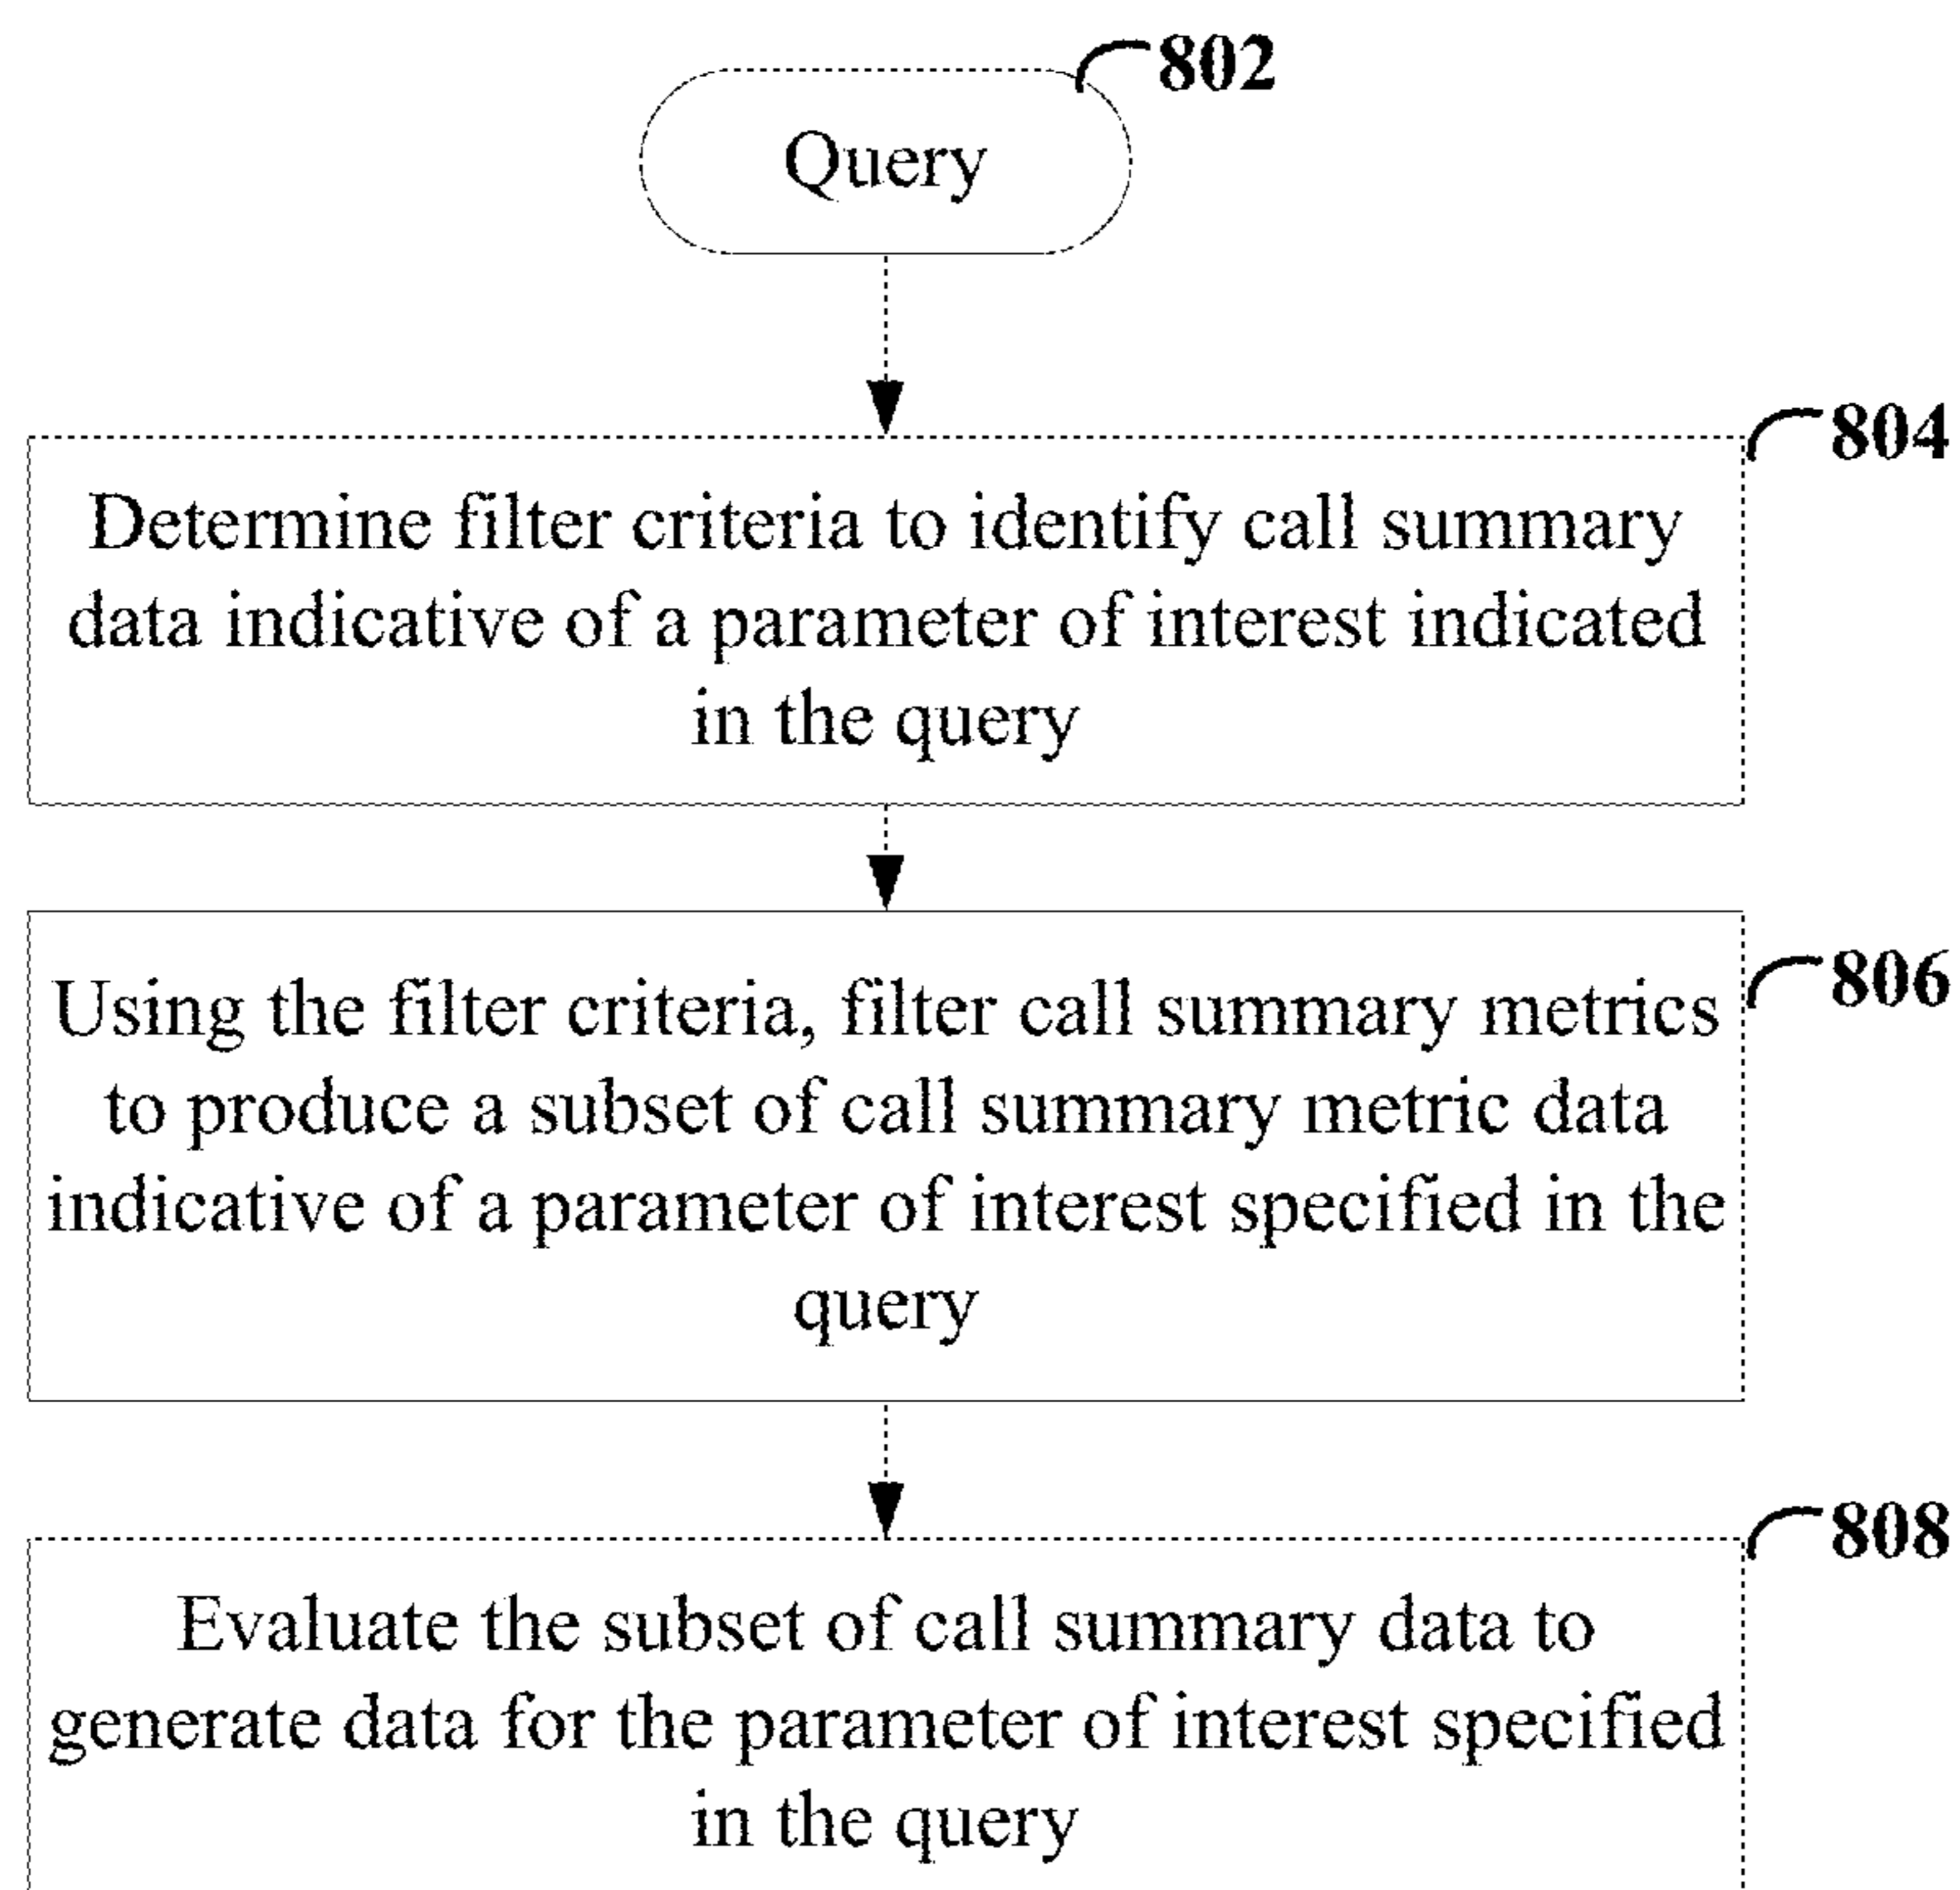 802
Query
804
Determine filter criteria to identify call summary
data indicative of a parameter of interest indicated
in the query
806
Using the filter criteria, filter call summary metrics
to produce a subset of call summary metric data
indicative of a parameter of interest specified in the
query
808
Evaluate the subset of call summary data to
generate data for the parameter of interest specified
in the query